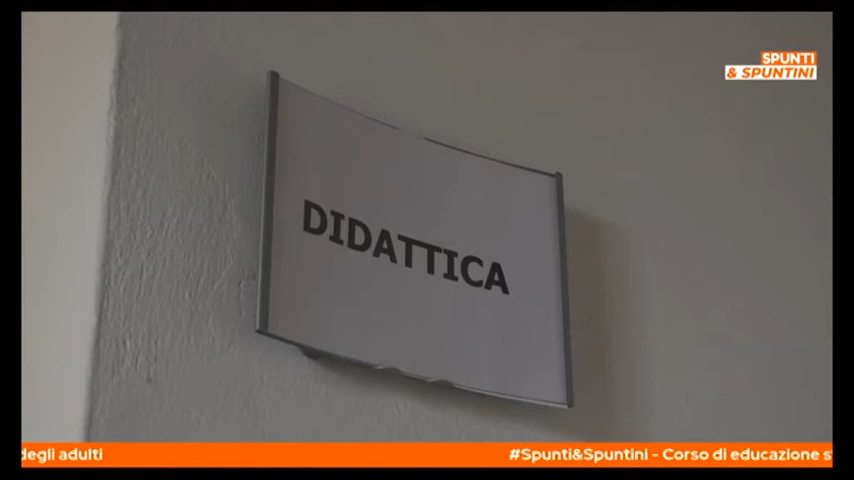 SPUNTI
& SPUNTINI
DIDATTICA
degli adulti
#Spunti&Spuntini - Corso di educazione